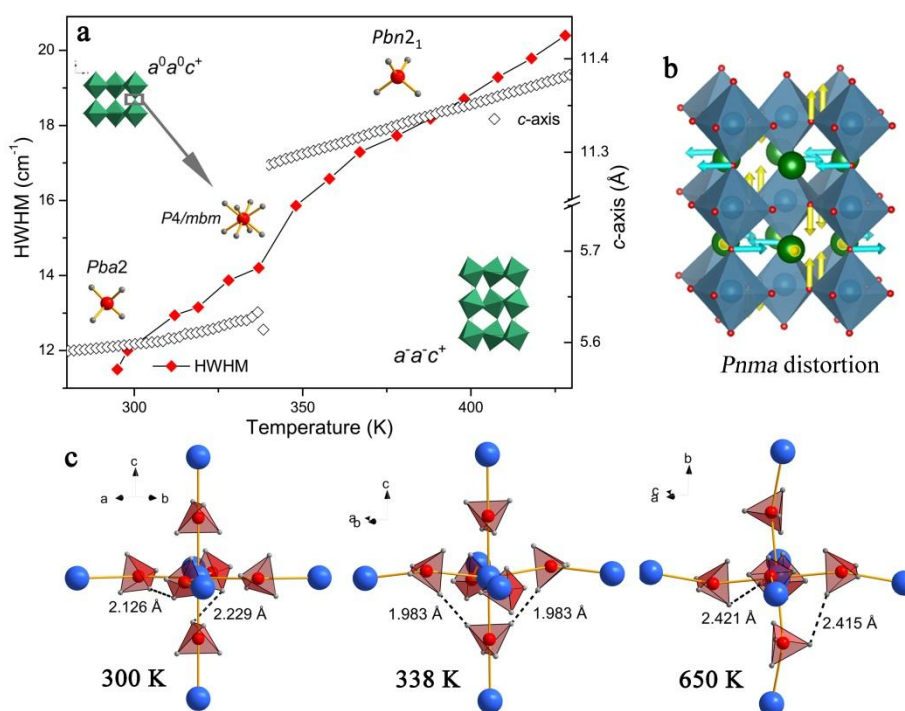 a
b
a⁰a⁰c⁺
Pbn2₁
P4/mbm
Pba2
a⁻a⁻c⁺
c-axis
HWHM
HWHM (cm⁻¹)
20
18
16
14
12
300
350
400
Temperature (K)
11.4
11.3
5.7
5.6
c-axis (Å)
Pnma distortion
c
c
a
b
2.126 Å
2.229 Å
300 K
c
a
b
1.983 Å
1.983 Å
338 K
b
c
a
2.421 Å
2.415 Å
650 K